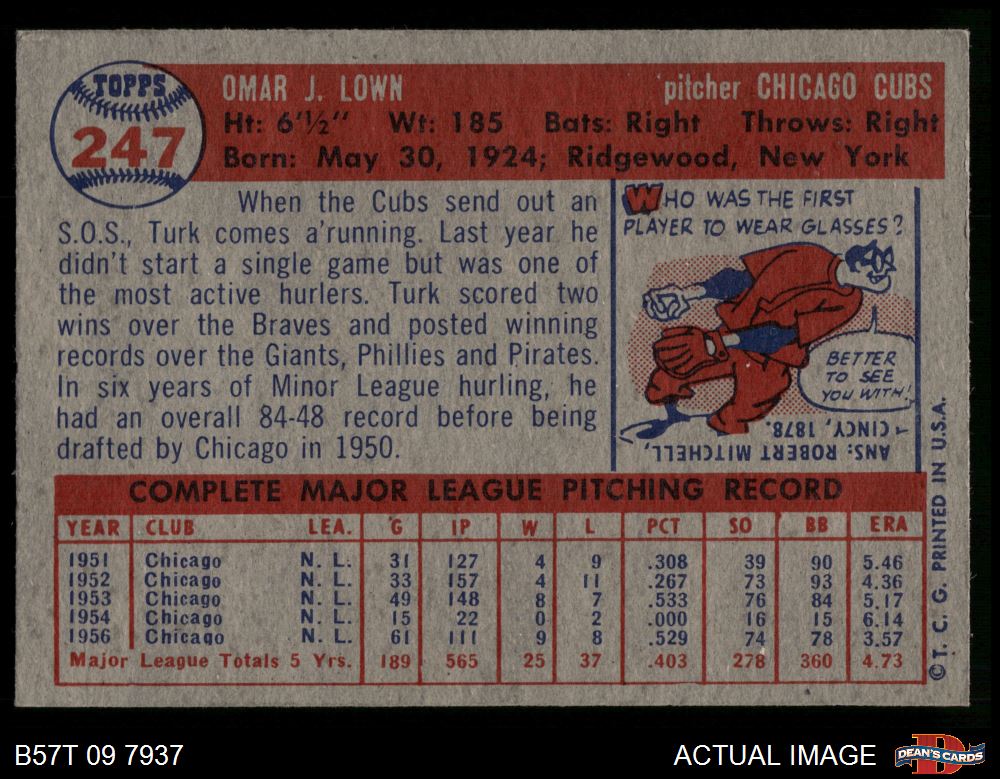 TOPPS
247
OMAR J. LOWN pitcher CHICAGO CUBS
Ht: 6'½" Wt: 185 Bats: Right Throws: Right
Born: May 30, 1924; Ridgewood, New York
When the Cubs send out an
S.O.S., Turk comes a'running. Last year he
didn't start a single game but was one of
the most active hurlers. Turk scored two
wins over the Braves and posted winning
records over the Giants, Phillies and Pirates.
In six years of Minor League hurling, he
had an overall 84-48 record before being
drafted by Chicago in 1950.
WHO WAS THE FIRST
PLAYER TO WEAR GLASSES?
BETTER
TO SEE
YOU WITH!
ANS: ROBERT MITCHELL,
- CINCY, 1878.
COMPLETE MAJOR LEAGUE PITCHING RECORD
YEAR CLUB LEA. G IP W L PCT SO BB ERA
1951 Chicago N. L. 31 127 4 9 .308 39 90 5.46
1952 Chicago N. L. 33 157 4 11 .267 73 93 4.36
1953 Chicago N. L. 49 148 8 7 .533 76 84 5.17
1954 Chicago N. L. 15 22 0 2 .000 16 15 6.14
1956 Chicago N. L. 61 111 9 8 .529 74 78 3.57
Major League Totals 5 Yrs. 189 565 25 37 .403 278 360 4.73
©T. C. G. PRINTED IN U.S.A.
B57T 09 7937
ACTUAL IMAGE
DEAN'S CARDS